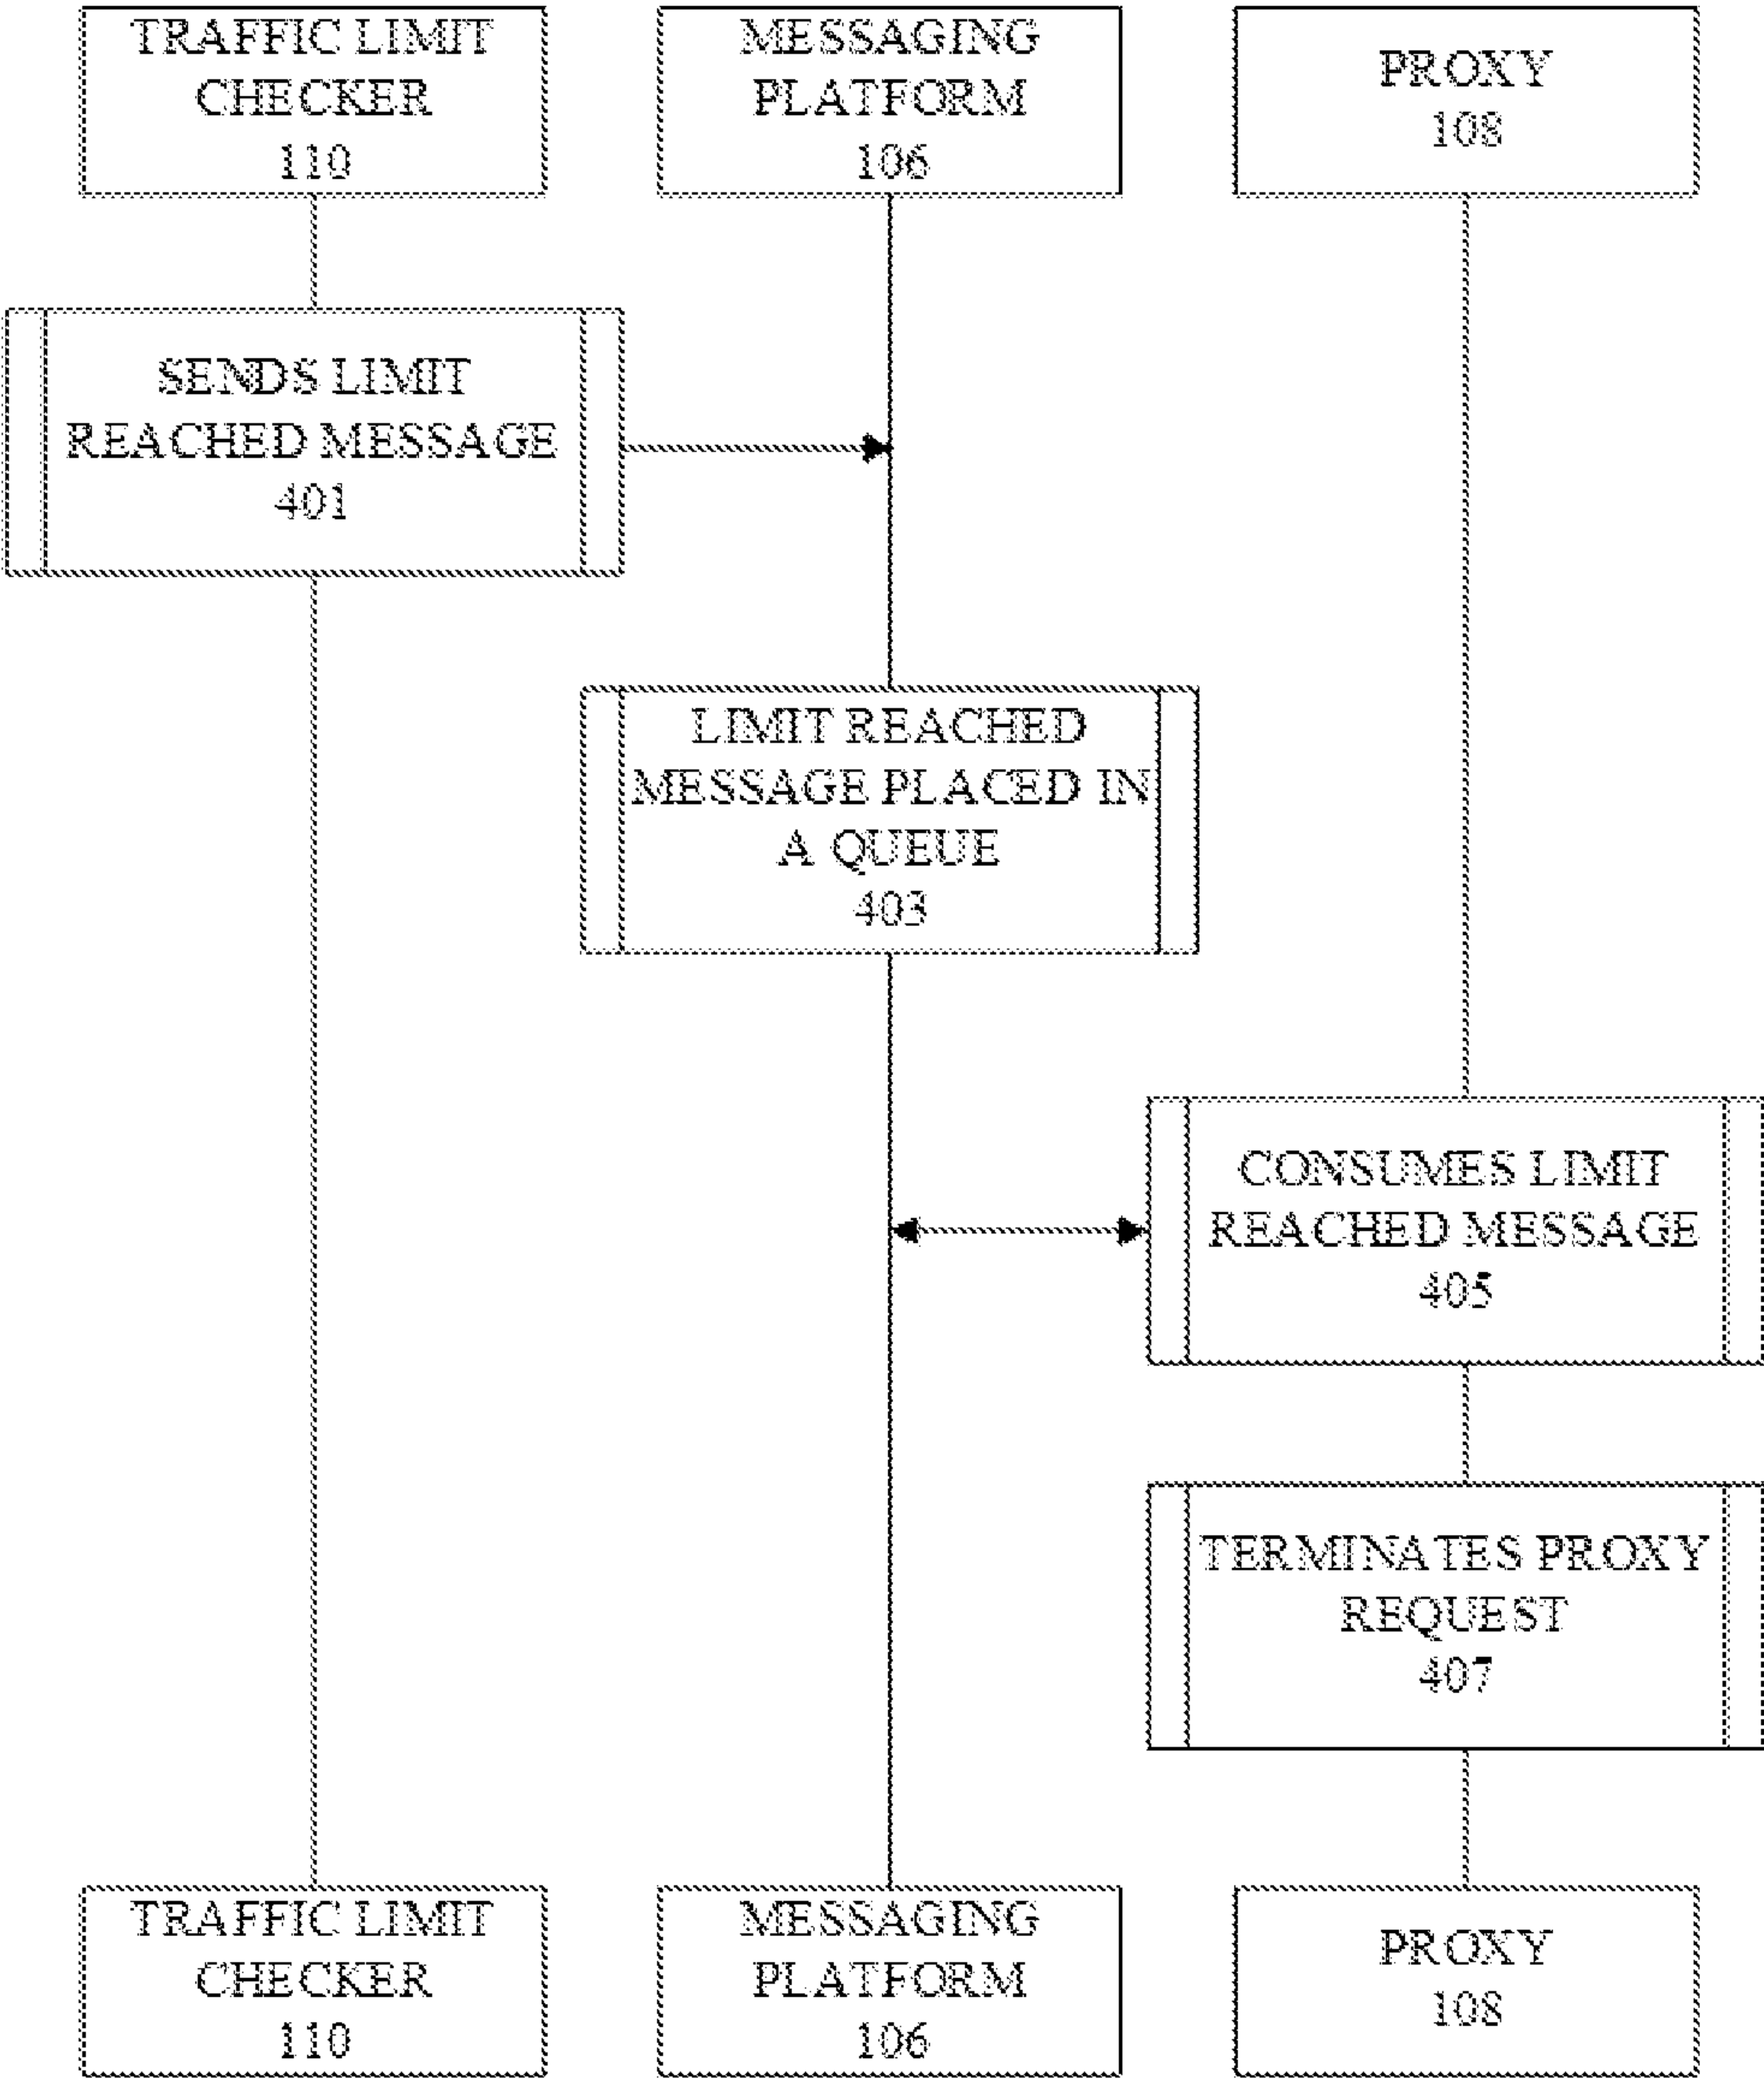 TRAFFIC LIMIT
CHECKER
110
MESSAGING
PLATFORM
106
PROXY
108
SENDS LIMIT
REACHED MESSAGE
401
LIMIT REACHED
MESSAGE PLACED IN
A QUEUE
403
CONSUMES LIMIT
REACHED MESSAGE
405
TERMINATES PROXY
REQUEST
407
TRAFFIC LIMIT
CHECKER
110
MESSAGING
PLATFORM
106
PROXY
108